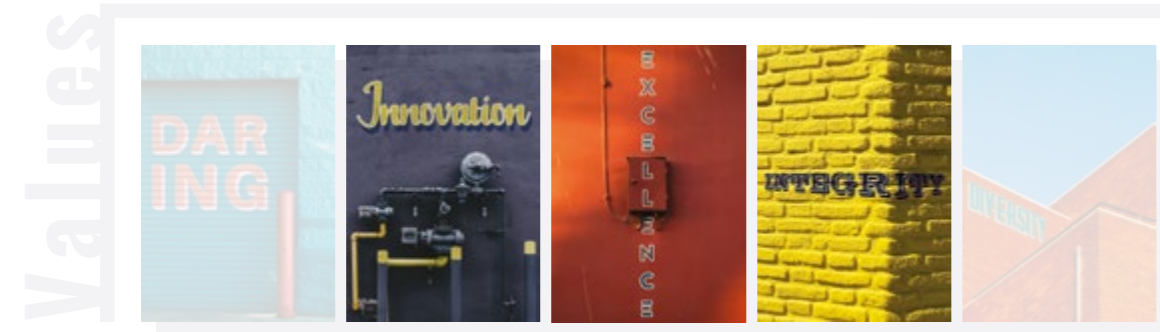 Values
DAR
ING
Innovation
EXCELLENCE
INTEGRITY
DIVERSITY